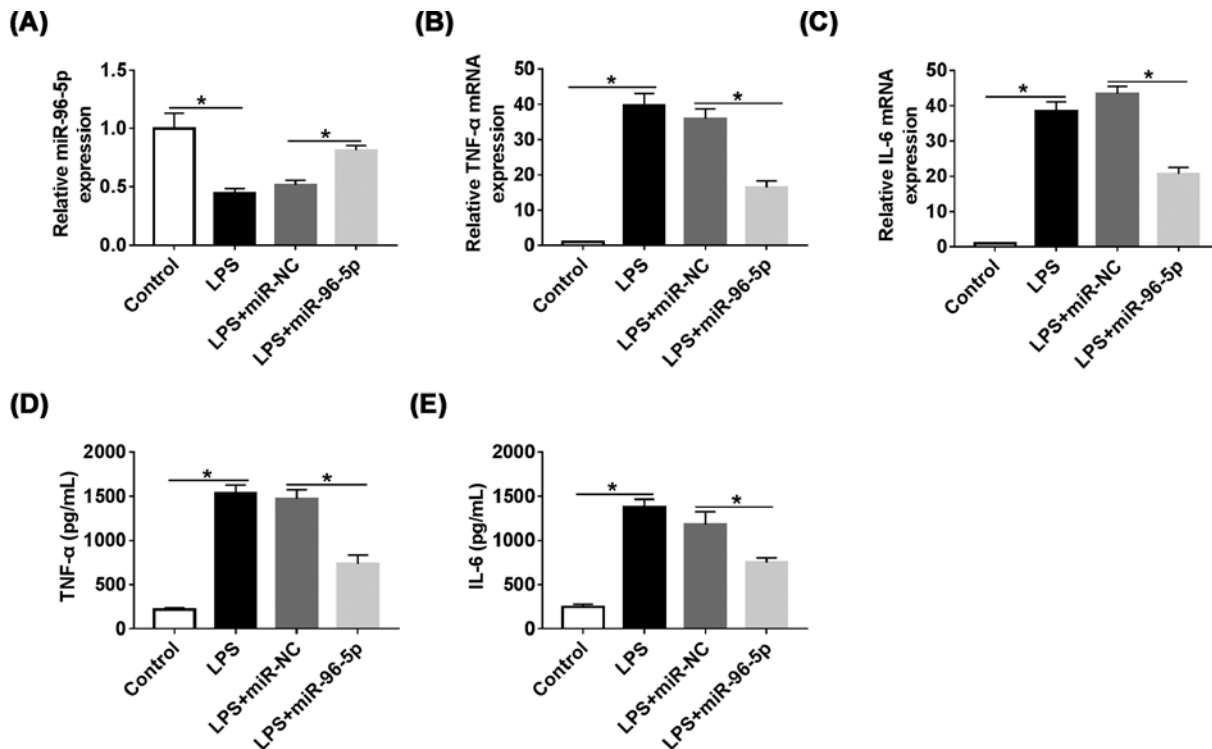 (A)
Relative miR-96-5p
expression
1.5
1.0
0.5
0.0
*
*
Control
LPS
LPS+miR-NC
LPS+miR-96-5p
(B)
Relative TNF-α mRNA
expression
50
40
30
20
10
0
*
*
Control
LPS
LPS+miR-NC
LPS+miR-96-5p
(C)
Relative IL-6 mRNA
expression
60
40
20
0
*
*
Control
LPS
LPS+miR-NC
LPS+miR-96-5p
(D)
TNF-α (pg/mL)
2000
1500
1000
500
0
*
*
Control
LPS
LPS+miR-NC
LPS+miR-96-5p
(E)
IL-6 (pg/mL)
2000
1500
1000
500
0
*
*
Control
LPS
LPS+miR-NC
LPS+miR-96-5p